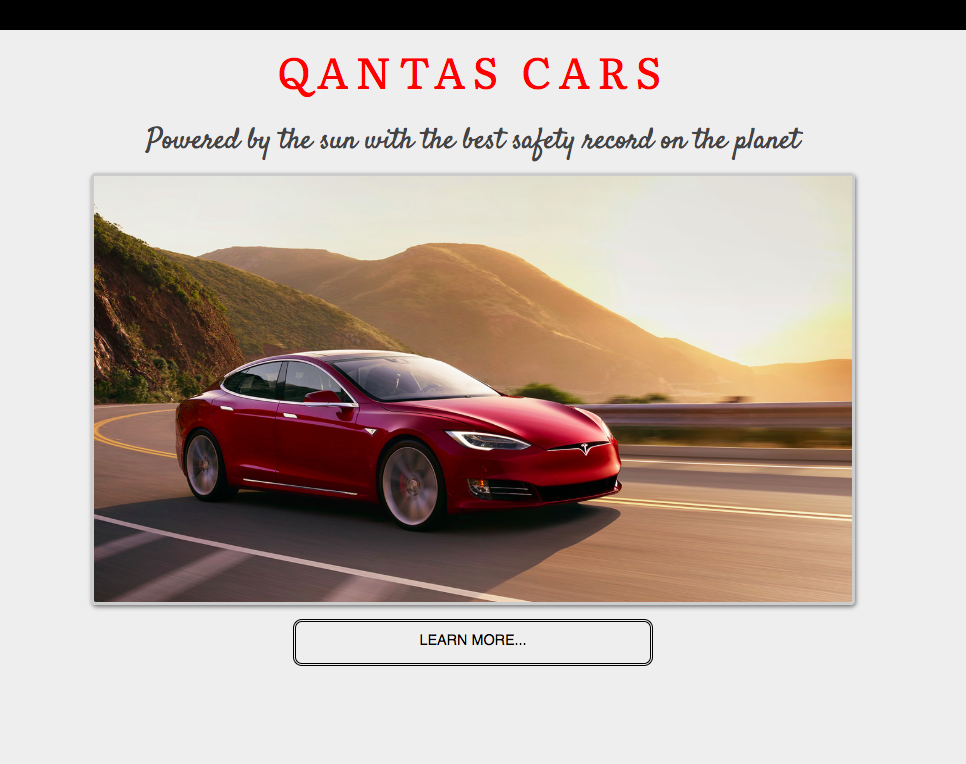 QANTAS CARS
Powered by the sun with the best safety record on the planet
LEARN MORE...